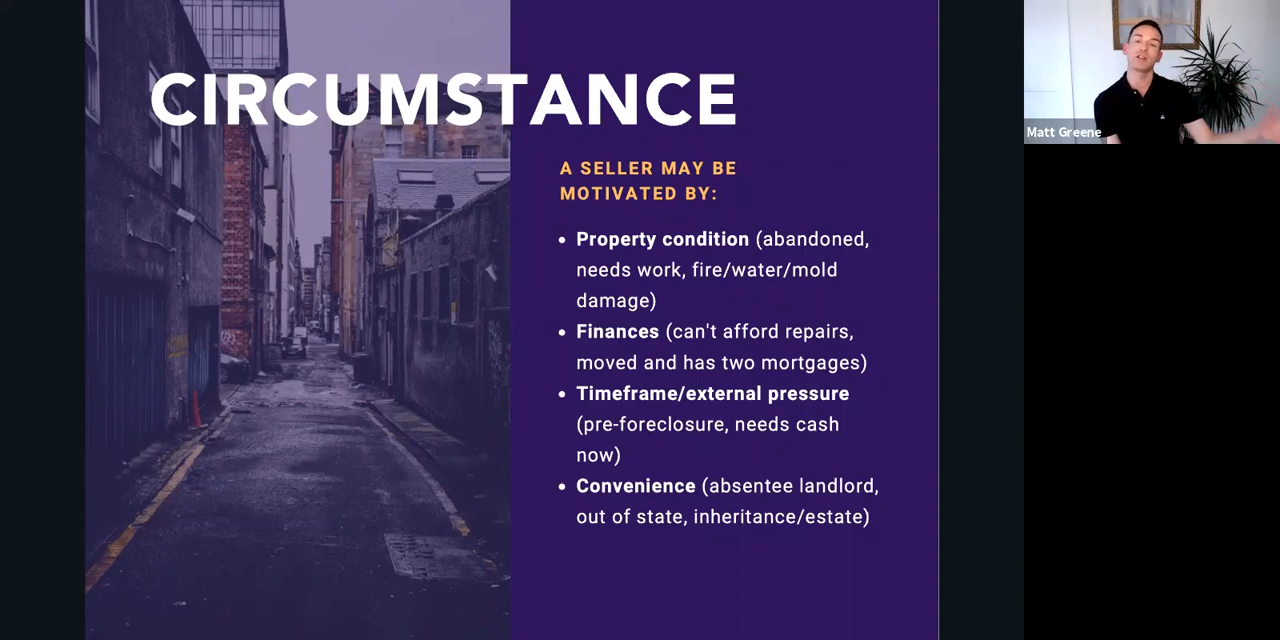 CIRCUMSTANCE
A SELLER MAY BE
MOTIVATED BY:
• Property condition (abandoned,
needs work, fire/water/mold
damage)
• Finances (can't afford repairs,
moved and has two mortgages)
• Timeframe/external pressure
(pre-foreclosure, needs cash
now)
• Convenience (absentee landlord,
out of state, inheritance/estate)
Matt Greene